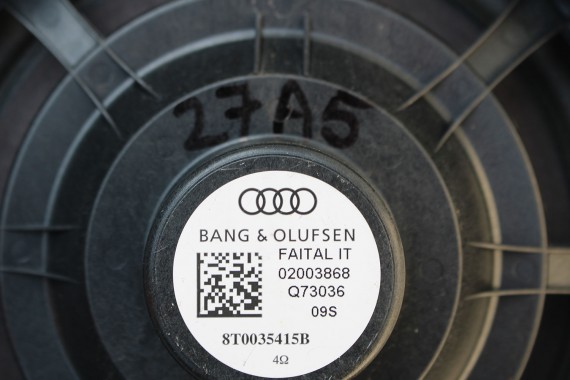 27A5
BANG & OLUFSEN
FAITAL IT
02003868
Q73036
09S
8T0035415B
4Ω